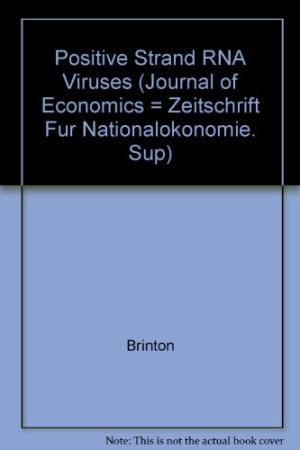 Positive Strand RNA
Viruses (Journal of
Economics = Zeitschrift
Fur Nationalokonomie.
Sup)
Brinton
Note: This is not the actual book cover